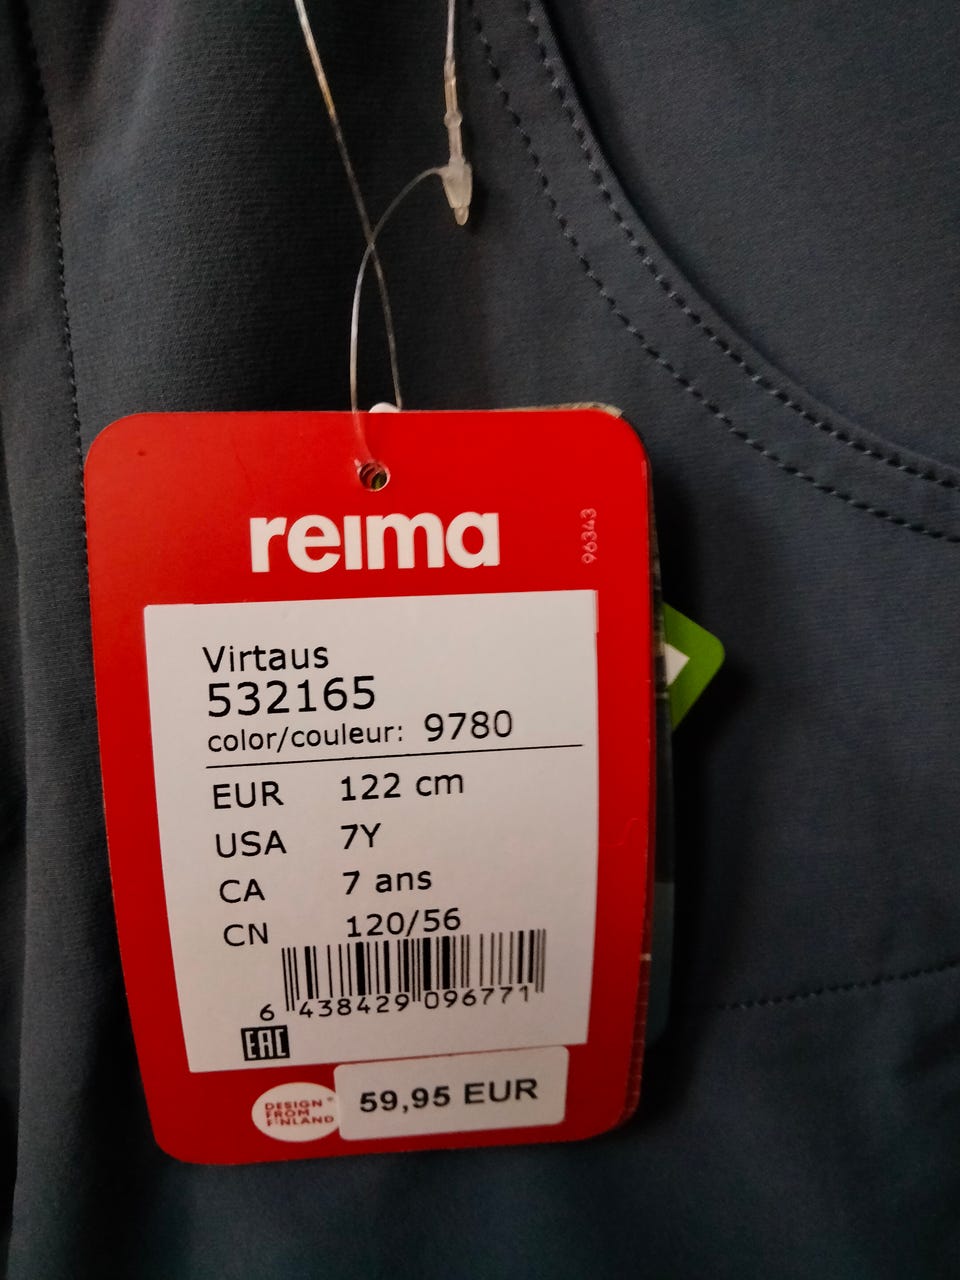 reima
96343
Virtaus
532165
color/couleur: 9780
EUR 122 cm
USA 7Y
CA 7 ans
CN 120/56
6 438429 096771
EAC
DESIGN
FROM
FINLAND
59,95 EUR